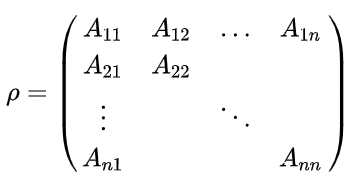 A₁₁ A₁₂ … A₁ₙ
A₂₁ A₂₂
ρ = ⋮ ⋱
Aₙ₁ Aₙₙ